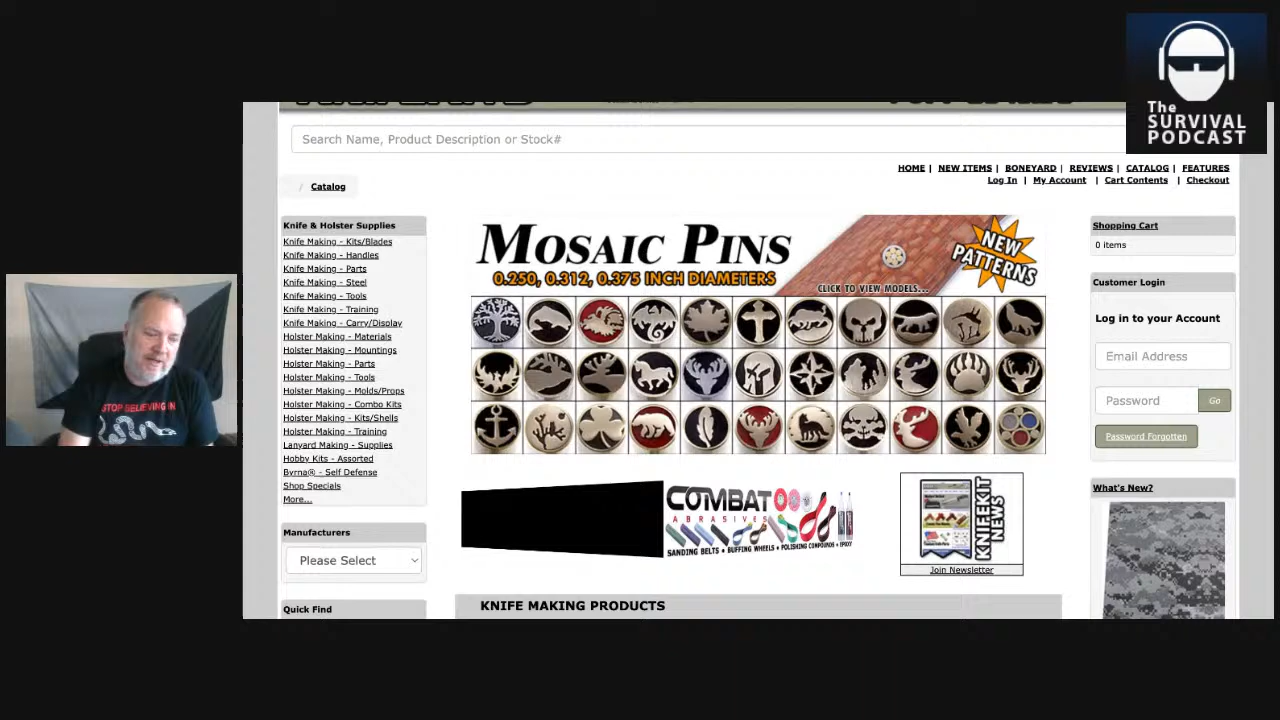 The
SURVIVAL
PODCAST
Search Name, Product Description or Stock#
HOME | NEW ITEMS | BONEYARD | REVIEWS | CATALOG | FEATURES
Log In | My Account | Cart Contents | Checkout
/ Catalog
Knife & Holster Supplies
Knife Making - Kits/Blades
Knife Making - Handles
Knife Making - Parts
Knife Making - Steel
Knife Making - Tools
Knife Making - Training
Knife Making - Carry/Display
Holster Making - Materials
Holster Making - Mountings
Holster Making - Parts
Holster Making - Tools
Holster Making - Molds/Props
Holster Making - Combo Kits
Holster Making - Kits/Shells
Holster Making - Training
Lanyard Making - Supplies
Hobby Kits - Assorted
Byrna® - Self Defense
Shop Specials
More...
Manufacturers
Please Select
Quick Find
MOSAIC PINS
0.250, 0.312, 0.375 INCH DIAMETERS
NEW
PATTERNS
CLICK TO VIEW MODELS...
COMBAT
ABRASIVES
SANDING BELTS • BUFFING WHEELS • POLISHING COMPOUNDS • EPOXY
KNIFEKIT
NEWS
Join Newsletter
KNIFE MAKING PRODUCTS
Shopping Cart
0 items
Customer Login
Log in to your Account
Email Address
Password
Go
Password Forgotten
What's New?
STOP BELIEVING IN